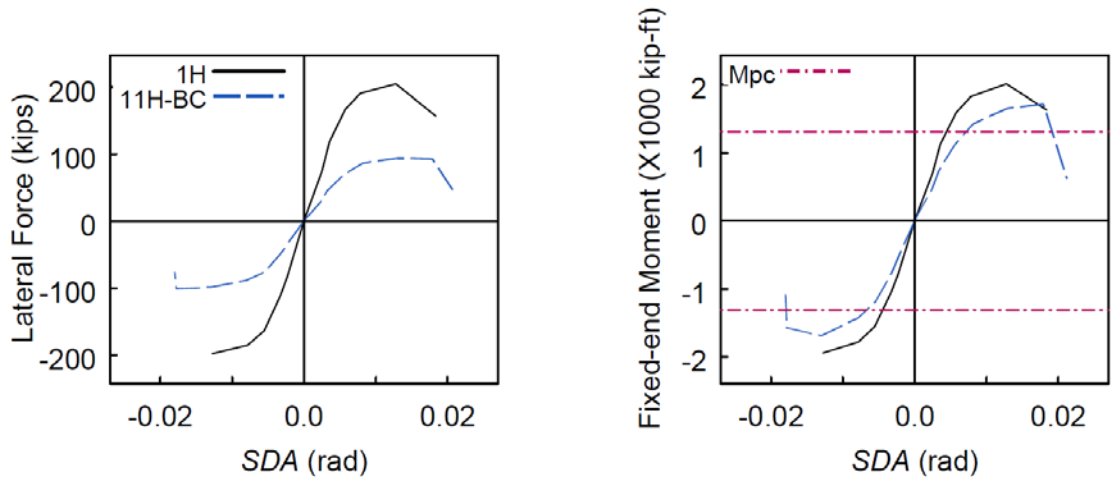 1H
11H-BC
Lateral Force (kips)
200
100
0
-100
-200
-0.02
0.0
0.02
SDA (rad)
Mpc
Fixed-end Moment (X1000 kip-ft)
2
1
0
-1
-2
-0.02
0.0
0.02
SDA (rad)